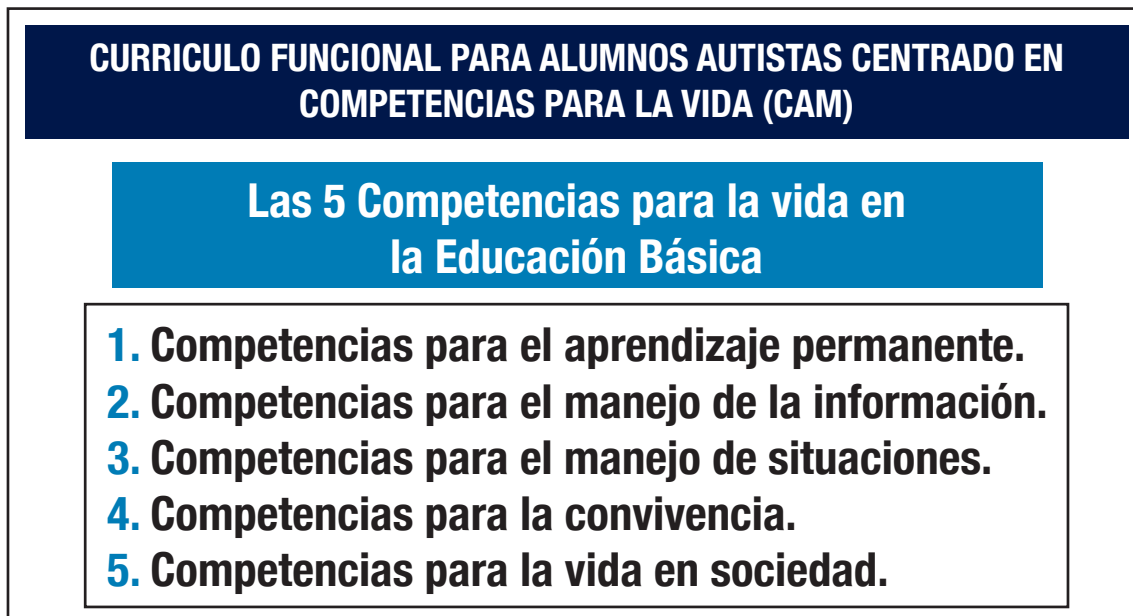 CURRICULO FUNCIONAL PARA ALUMNOS AUTISTAS CENTRADO EN
COMPETENCIAS PARA LA VIDA (CAM)
Las 5 Competencias para la vida en
la Educación Básica
1. Competencias para el aprendizaje permanente.
2. Competencias para el manejo de la información.
3. Competencias para el manejo de situaciones.
4. Competencias para la convivencia.
5. Competencias para la vida en sociedad.